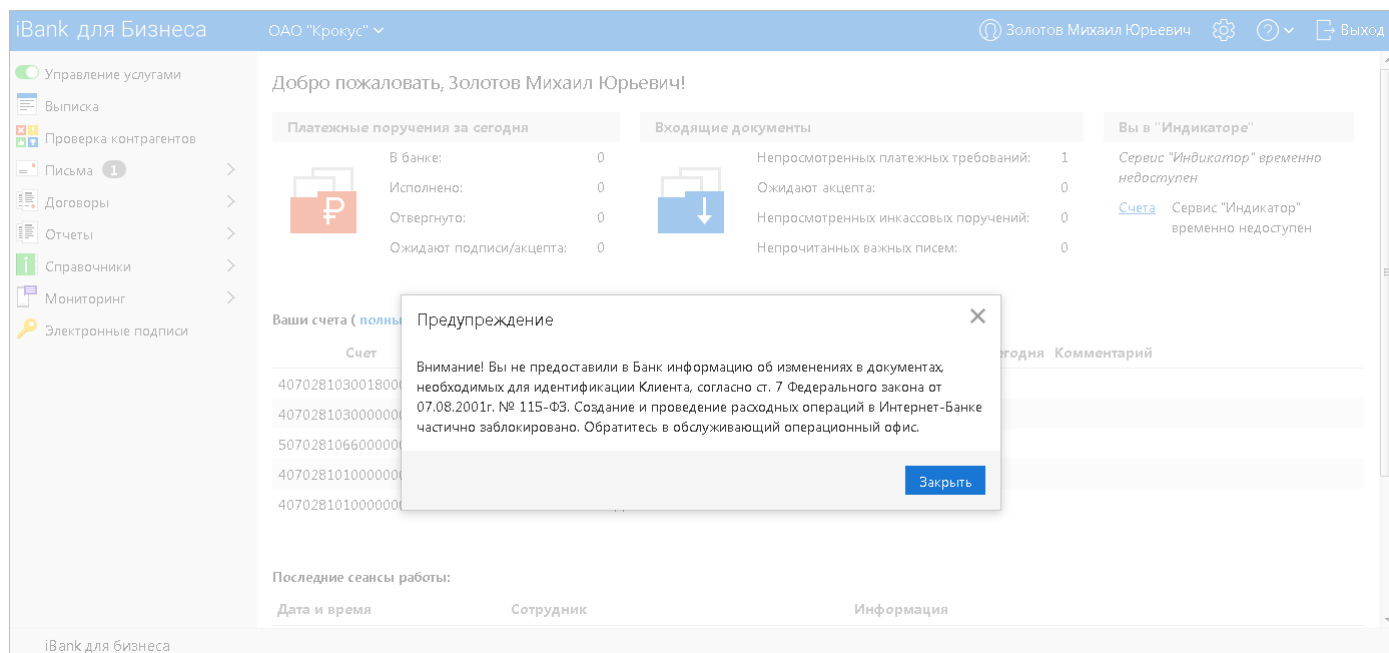 iBank для Бизнеса ОАО "Крокус" Золотов Михаил Юрьевич Выход
Управление услугами
Выписка
Проверка контрагентов
Письма 1
Договоры
Отчеты
Справочники
Мониторинг
Электронные подписи
Добро пожаловать, Золотов Михаил Юрьевич!
Платежные поручения за сегодня
В банке: 0
Исполнено: 0
Отвергнуто: 0
Ожидают подписи/акцепта: 0
Входящие документы
Непросмотренных платежных требований: 1
Ожидают акцепта: 0
Непросмотренных инкассовых поручений: 0
Непрочитанных важных писем: 0
Вы в "Индикаторе"
Сервис "Индикатор" временно
недоступен
Счета Сервис "Индикатор"
временно недоступен
Ваши счета (
Счет Комментарий
Предупреждение
Внимание! Вы не предоставили в Банк информацию об изменениях в документах,
необходимых для идентификации Клиента, согласно ст. 7 Федерального закона от
07.08.2001г. № 115-ФЗ. Создание и проведение расходных операций в Интернет-Банке
частично заблокировано. Обратитесь в обслуживающий операционный офис.
Закрыть
Последние сеансы работы:
Дата и время Сотрудник Информация
iBank для бизнеса